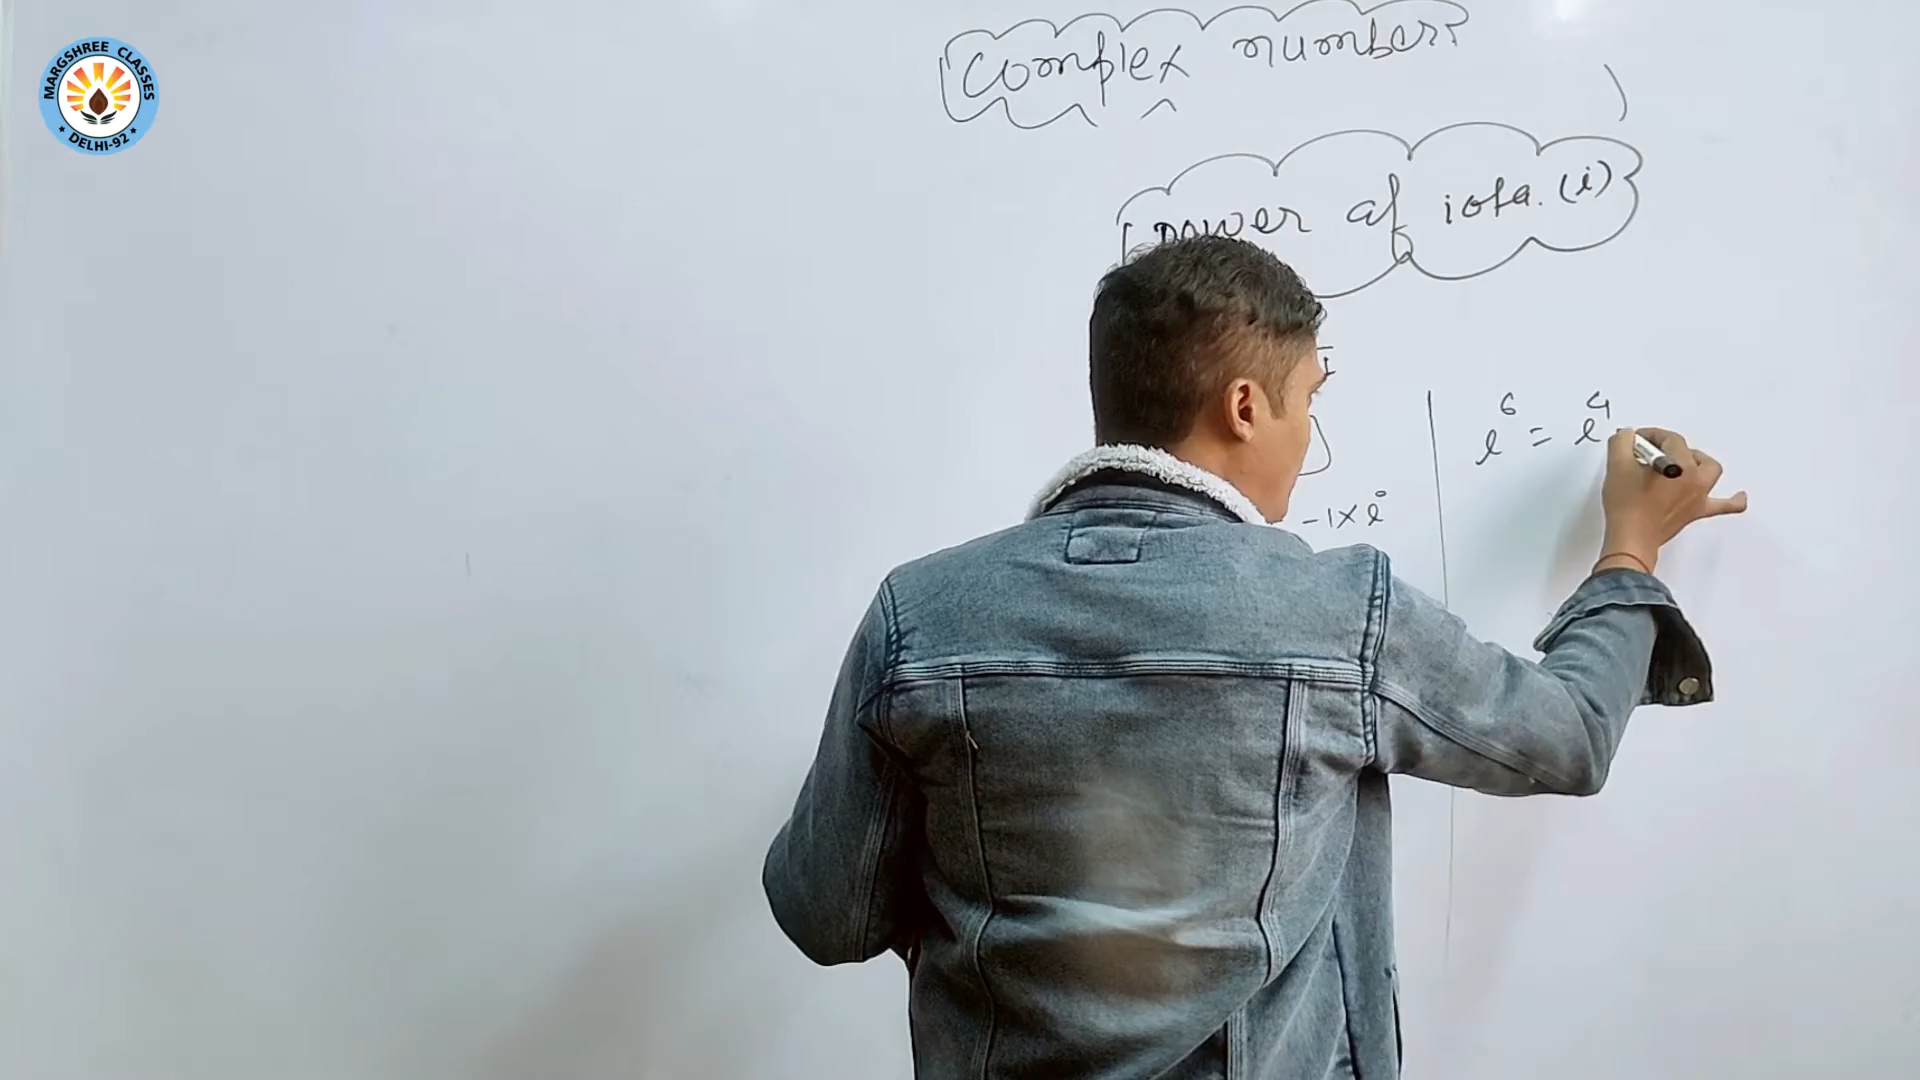 MARGSHREE CLASSES
DELHI-92
Complex numbers
power of iota. (i)
-1×i
i⁶ = i⁴